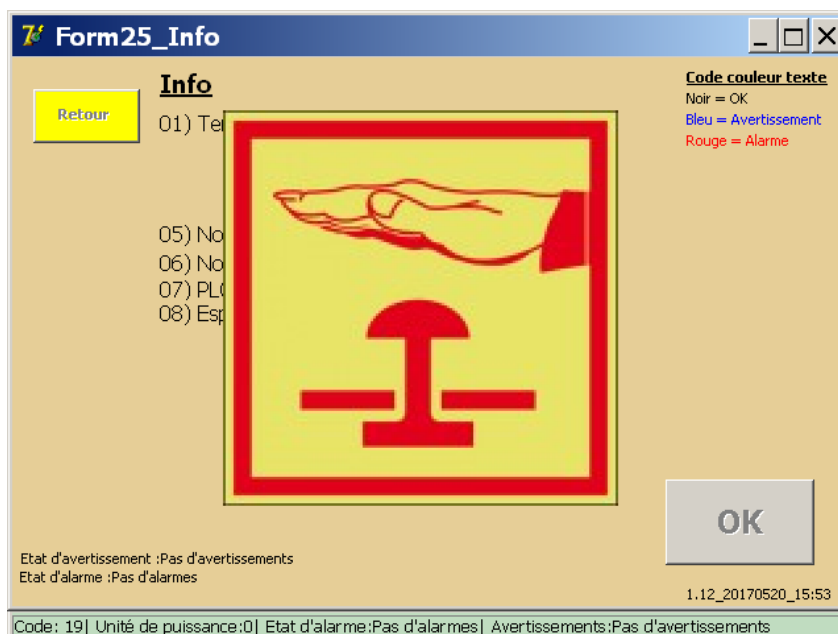 Form25_Info
Info
Retour
01) Te
05) No
06) No
07) PL
08) Esp
Code couleur texte
Noir = OK
Bleu = Avertissement
Rouge = Alarme
OK
Etat d'avertissement :Pas d'avertissements
Etat d'alarme :Pas d'alarmes
1.12_20170520_15:53
Code: 19| Unité de puissance:0| Etat d'alarme:Pas d'alarmes| Avertissements:Pas d'avertissements